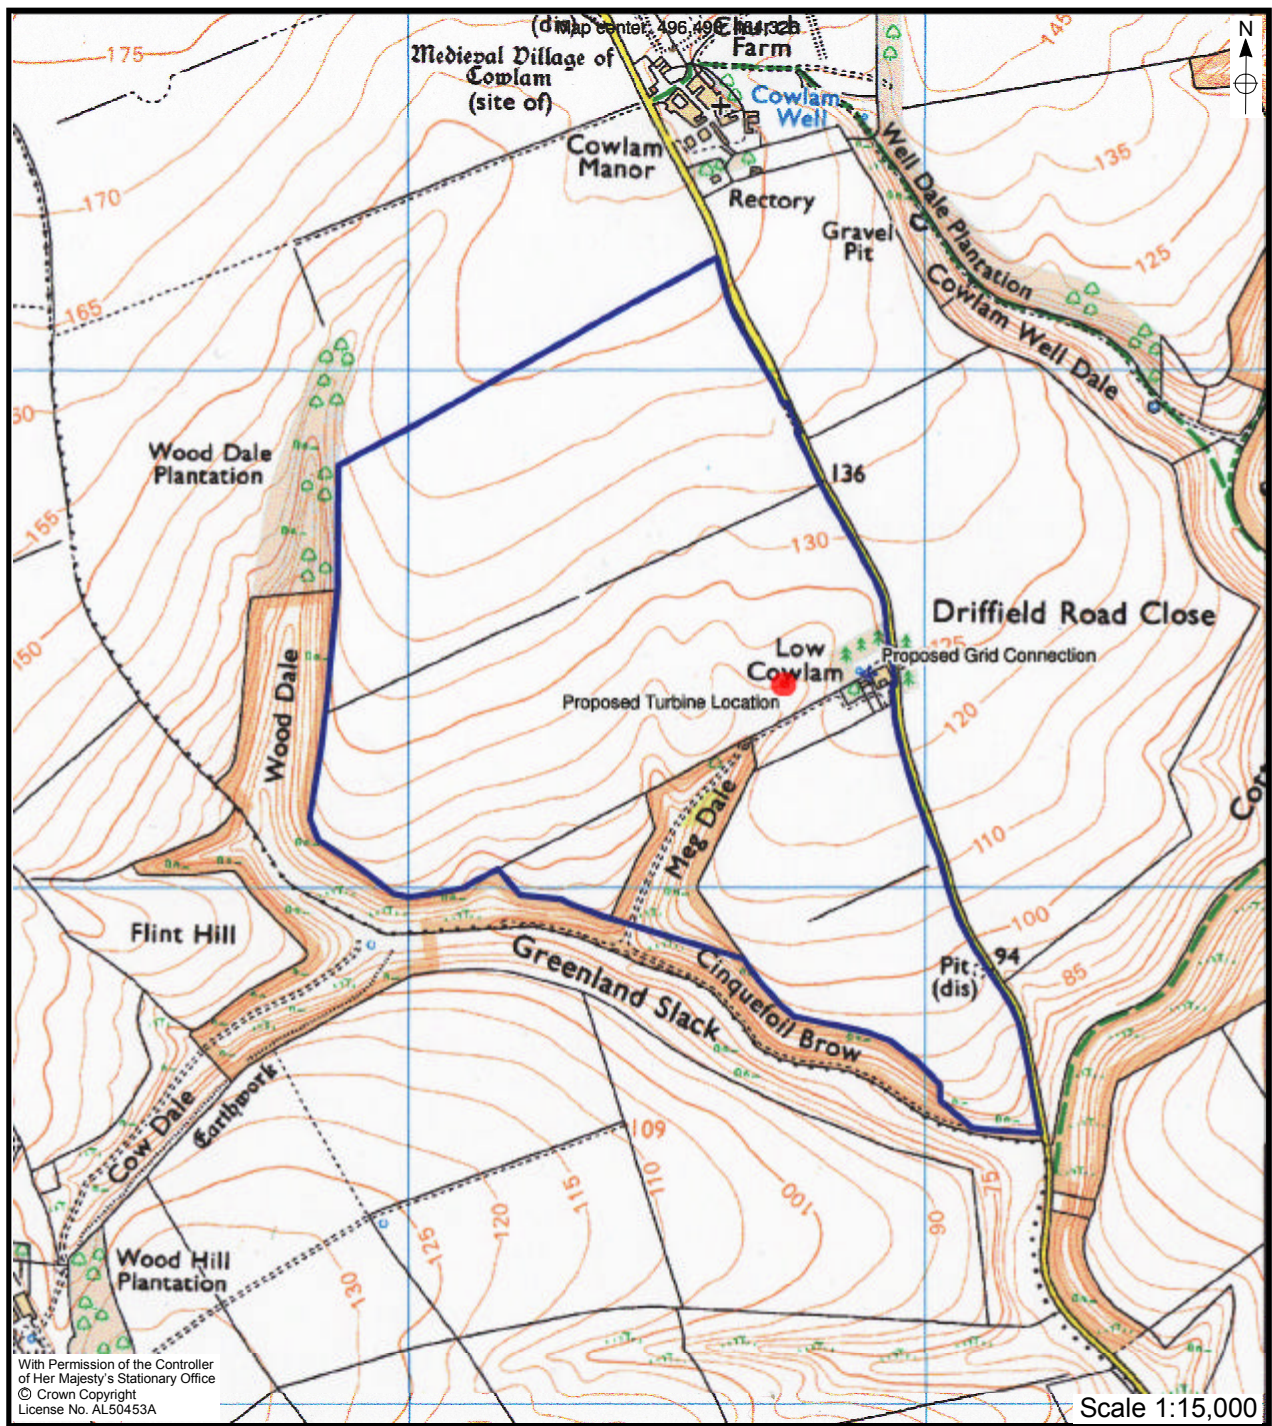 175
145
(dis)
Map center: 496,496
Church
Farm
N
Medieval Village of
Cowlam
(site of)
Cowlam
Well
Cowlam
Manor
Rectory
Well Dale Plantation
135
170
Gravel
Pit
125
Cowlam Well Dale
165
Wood Dale
Plantation
136
155
130
Driffield Road Close
150
Low
Cowlam
125
Proposed Grid Connection
Proposed Turbine Location
Wood Dale
120
Meg Dale
110
Flint Hill
100
94
Pit
(dis)
85
Greenland Slack
Cinquefoil Brow
Cow Dale
Earthwork
109
110
115
100
75
120
125
90
130
Wood Hill
Plantation
With Permission of the Controller
of Her Majesty's Stationary Office
© Crown Copyright
License No. AL50453A
Scale 1:15,000